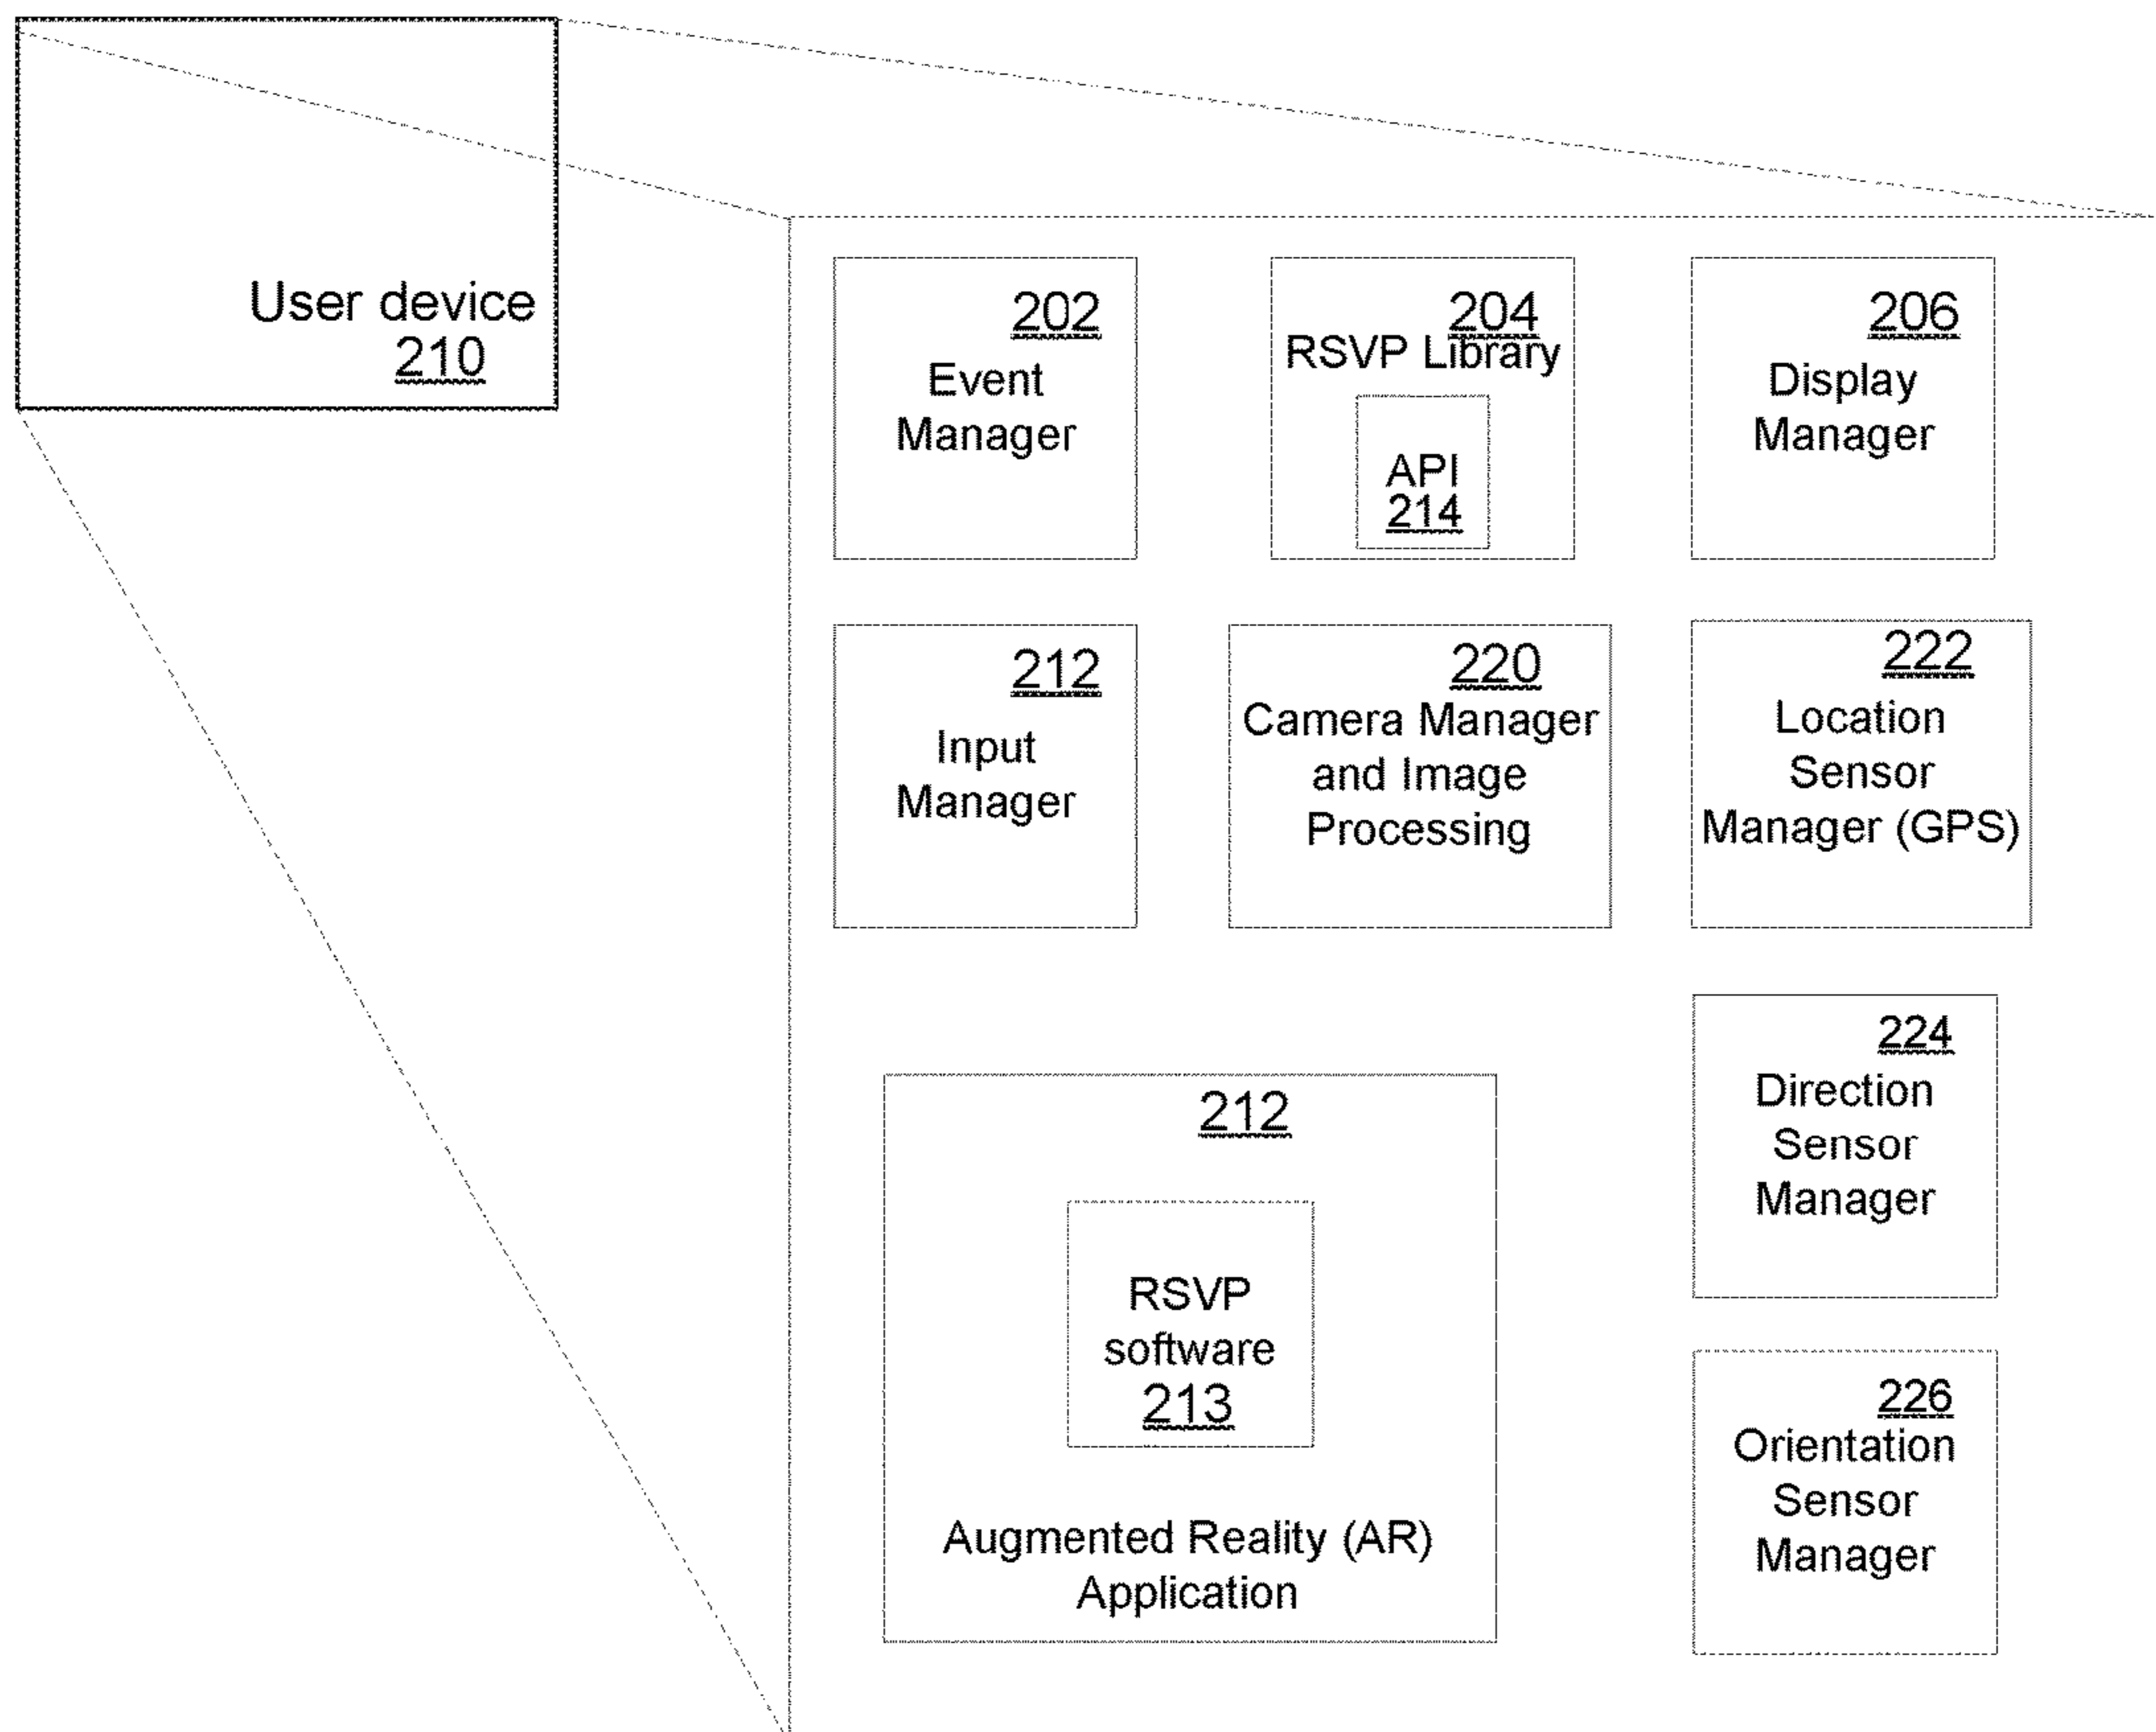 User device
210
202
Event
Manager
204
RSVP Library
API
214
206
Display
Manager
212
Input
Manager
220
Camera Manager
and Image
Processing
222
Location
Sensor
Manager (GPS)
224
Direction
Sensor
Manager
212
RSVP
software
213
Augmented Reality (AR)
Application
226
Orientation
Sensor
Manager